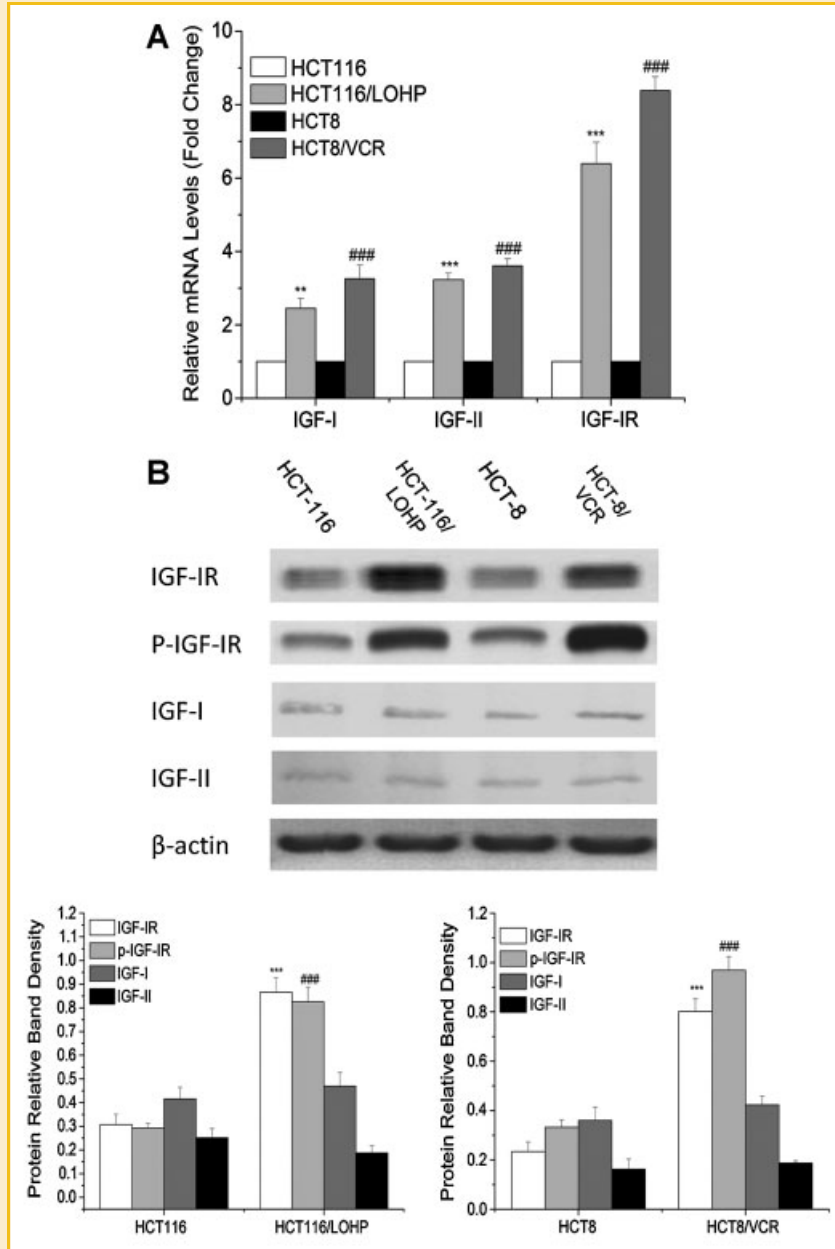 A
Relative mRNA Levels (Fold Change)
10
8
6
4
2
0
HCT116
HCT116/LOHP
HCT8
HCT8/VCR
**
###
***
###
***
###
IGF-I
IGF-II
IGF-IR
B
HCT-116
HCT-116/
LOHP
HCT-8
HCT-8/
VCR
IGF-IR
P-IGF-IR
IGF-I
IGF-II
β-actin
Protein Relative Band Density
1.2
1.1
1.0
0.9
0.8
0.7
0.6
0.5
0.4
0.3
0.2
0.1
0.0
IGF-IR
p-IGF-IR
IGF-I
IGF-II
***
###
HCT116
HCT116/LOHP
Protein Relative Band Density
1.2
1.0
0.8
0.6
0.4
0.2
0.0
IGF-IR
p-IGF-IR
IGF-I
IGF-II
***
###
HCT8
HCT8/VCR